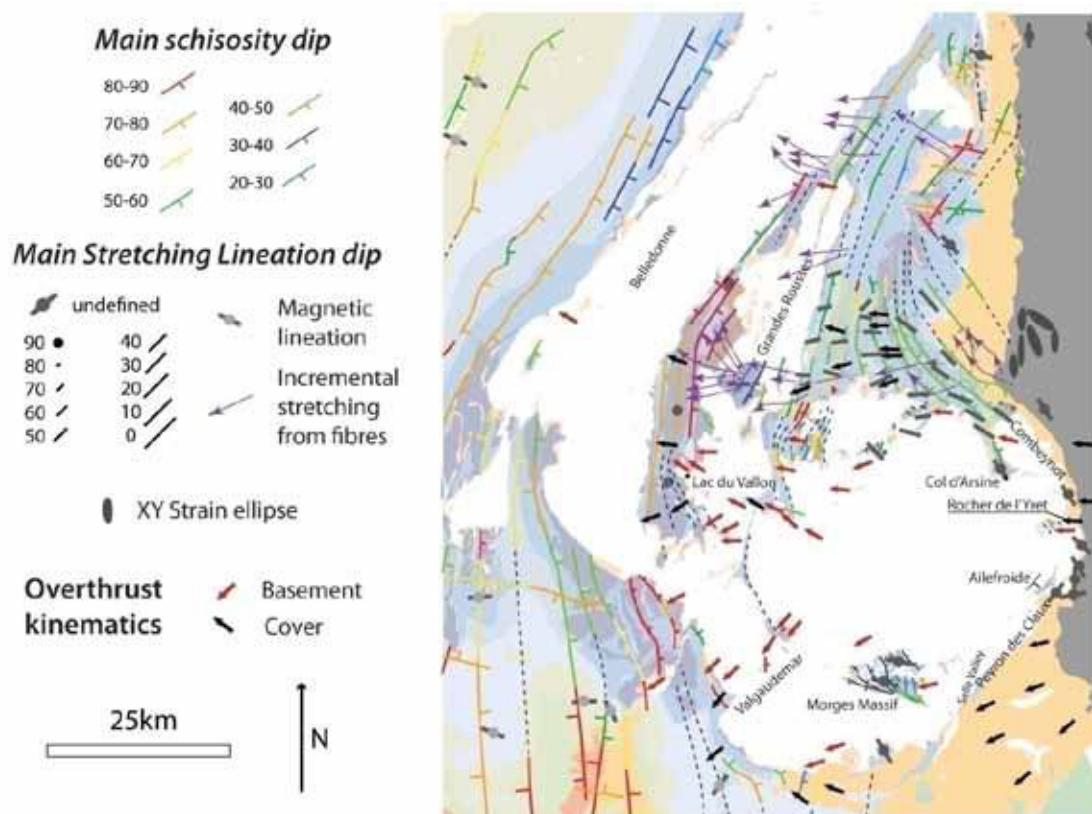 Main schisosity dip
80-90
70-80
60-70
50-60
40-50
30-40
20-30
Main Stretching Lineation dip
undefined
90
80
70
60
50
40
30
20
10
0
Magnetic
lineation
Incremental
stretching
from fibres
XY Strain ellipse
Overthrust
kinematics
Basement
Cover
25km
N
Belledonne
Grandes Rousses
Combeynot
Lac du Vallon
Col d'Arsine
Rocher de l'Yret
Ailefroide
Peyron des Claux
Selle Valley
Valgaudemar
Morges Massif